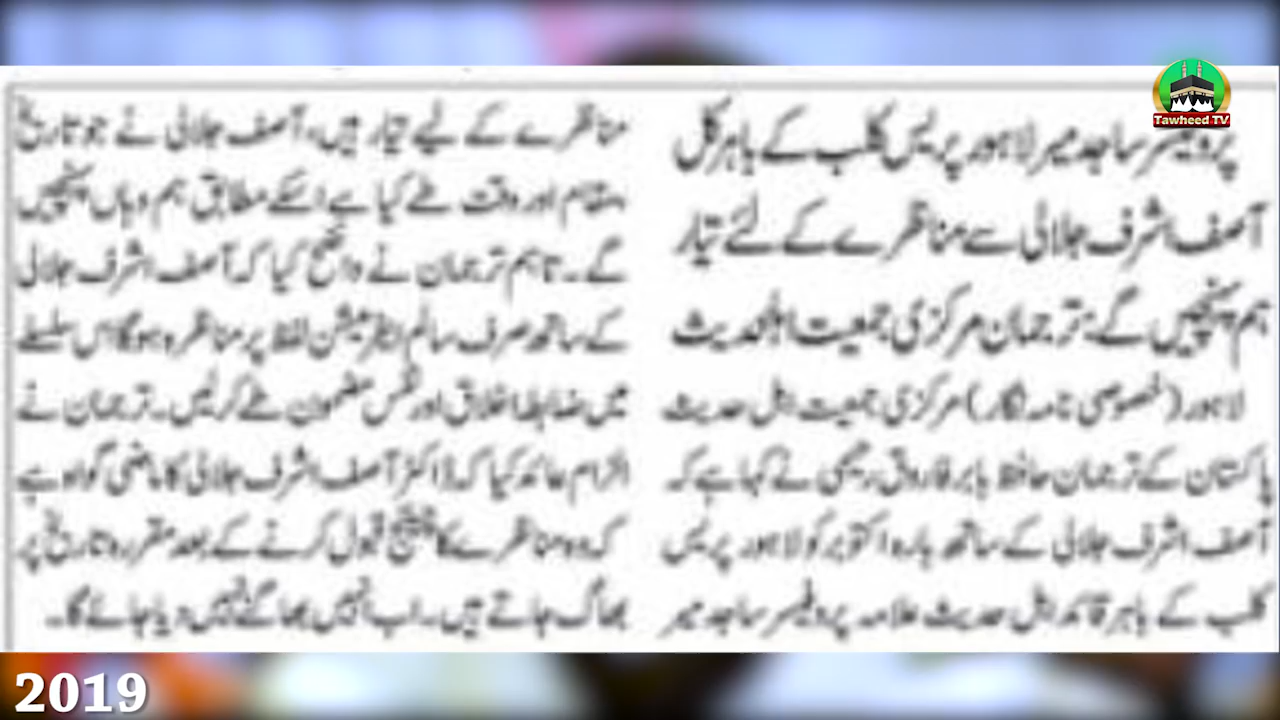 پروفیسر ساجد میر لاہور پریس کلب کے باہر کل
آصف اشرف جلالی سے مناظرے کے لئے تیار
ہم پہنچیں گے: ترجمان مرکزی جمعیت اہلحدیث
لاہور (خصوصی نامہ نگار) مرکزی جمعیت اہل حدیث
پاکستان کے ترجمان حافظ بابر فاروق رحیمی نے کہا ہے کہ
آصف اشرف جلالی کے ساتھ بارہ اکتوبر کو لاہور پریس
کلب کے باہر قائد اہل حدیث علامہ پروفیسر ساجد میر
مناظرے کے لیے تیار ہیں، آصف جلالی نے جو تاریخ
،مقام اور وقت طے کیا ہے اسکے مطابق ہم وہاں پہنچیں
گے۔ تاہم ترجمان نے واضح کیا کہ آصف اشرف جلالی
کے ساتھ صرف سالم لفظ پر مناظرہ ہوگا اس سلسلے
میں ضابطہ اخلاق اور نفس مضمون طے کر لیں۔ ترجمان نے
الزام عائد کیا کہ ڈاکٹر آصف اشرف جلالی کا ماضی گواہ ہے
کہ وہ مناظرے کا چیلنج قبول کرنے کے بعد مقررہ تاریخ پر
بھاگ جاتے ہیں۔ اب انہیں بھاگنے نہیں دیا جائے گا۔
Tawheed TV
2019